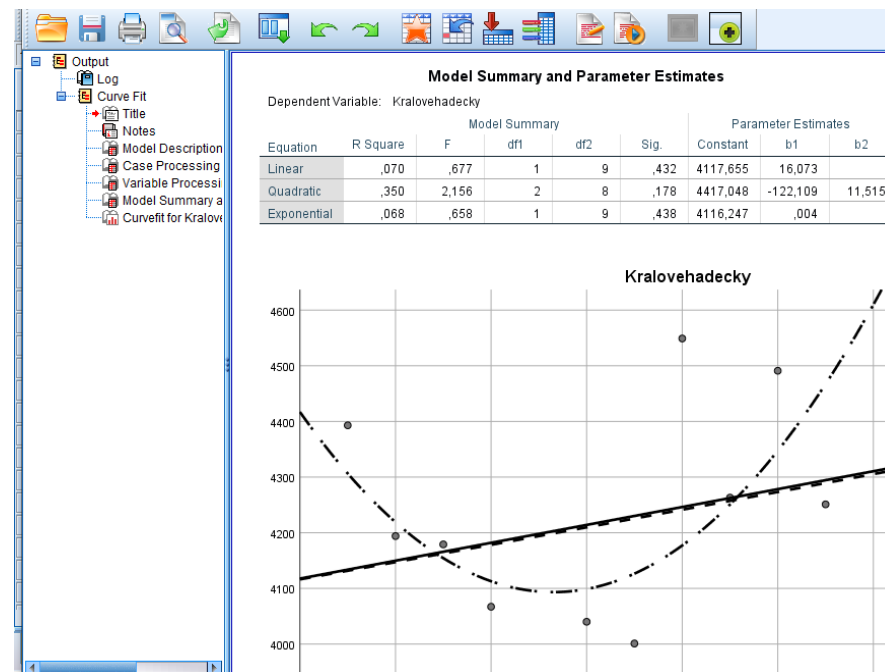 Output
Log
Curve Fit
Title
Notes
Model Description
Case Processing
Variable Processi
Model Summary a
Curvefit for Kralove
Model Summary and Parameter Estimates
Dependent Variable: Kralovehadecky
Model Summary Parameter Estimates
Equation R Square F df1 df2 Sig. Constant b1 b2
Linear ,070 ,677 1 9 ,432 4117,655 16,073
Quadratic ,350 2,156 2 8 ,178 4417,048 -122,109 11,515
Exponential ,068 ,658 1 9 ,438 4116,247 ,004
Kralovehadecky
4600
4500
4400
4300
4200
4100
4000